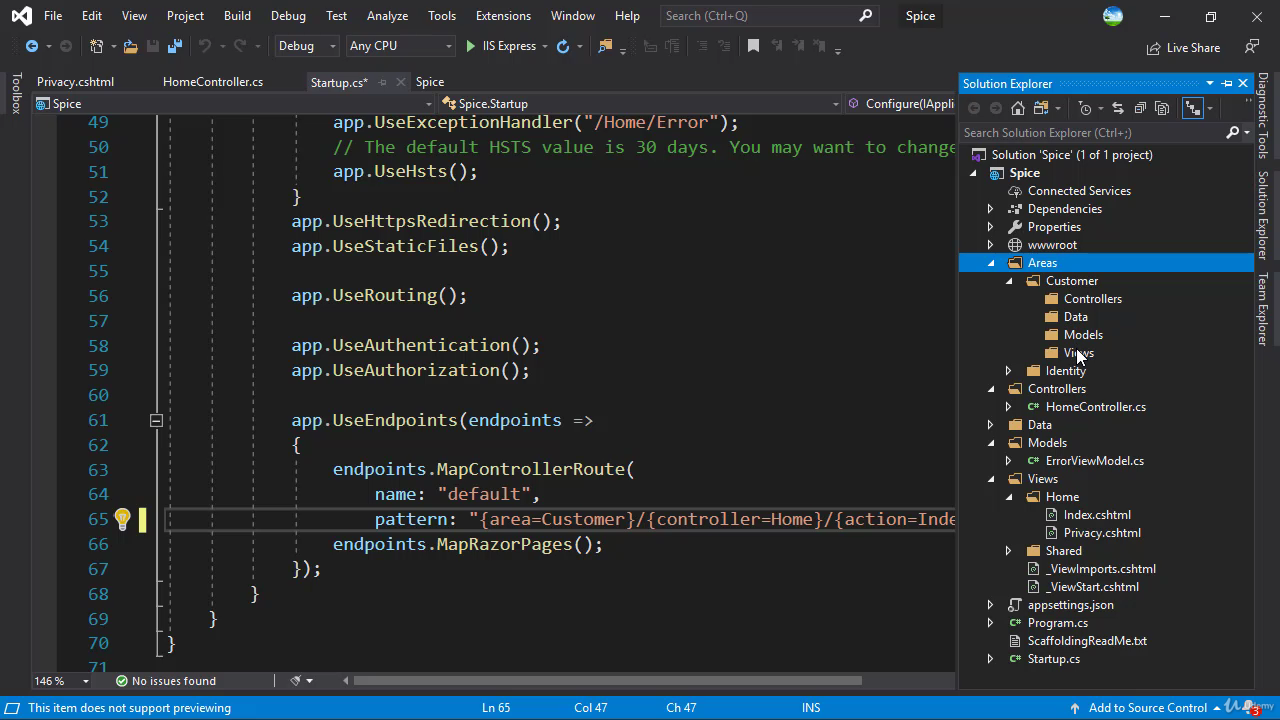 File Edit View Project Build Debug Test Analyze Tools Extensions Window Help Search (Ctrl+Q) Spice
Debug Any CPU IIS Express Live Share
Privacy.cshtml HomeController.cs Startup.cs* Spice
Spice Spice.Startup Configure(IAppli
Toolbox
49 app.UseExceptionHandler("/Home/Error");
50 // The default HSTS value is 30 days. You may want to change
51 app.UseHsts();
52 }
53 app.UseHttpsRedirection();
54 app.UseStaticFiles();
55
56 app.UseRouting();
57
58 app.UseAuthentication();
59 app.UseAuthorization();
60
61 app.UseEndpoints(endpoints =>
62 {
63 endpoints.MapControllerRoute(
64 name: "default",
65 pattern: "{area=Customer}/{controller=Home}/{action=Inde
66 endpoints.MapRazorPages();
67 });
68 }
69 }
70 }
71
146 % No issues found
Solution Explorer
Search Solution Explorer (Ctrl+;)
Solution 'Spice' (1 of 1 project)
Spice
Connected Services
Dependencies
Properties
wwwroot
Areas
Customer
Controllers
Data
Models
Views
Identity
Controllers
HomeController.cs
Data
Models
ErrorViewModel.cs
Views
Home
Index.cshtml
Privacy.cshtml
Shared
_ViewImports.cshtml
_ViewStart.cshtml
appsettings.json
Program.cs
ScaffoldingReadMe.txt
Startup.cs
Diagnostic Tools
Solution Explorer
Team Explorer
This item does not support previewing Ln 65 Col 47 Ch 47 INS Add to Source Control 3
Udemy